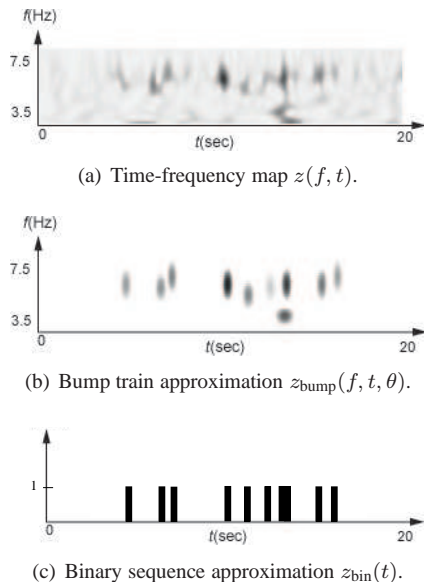 f(Hz)
7.5
3.5
0
t(sec)
20
(a) Time-frequency map z(f, t).
f(Hz)
7.5
3.5
0
t(sec)
20
(b) Bump train approximation z_bump(f, t, θ).
1
0
t(sec)
20
(c) Binary sequence approximation z_bin(t).